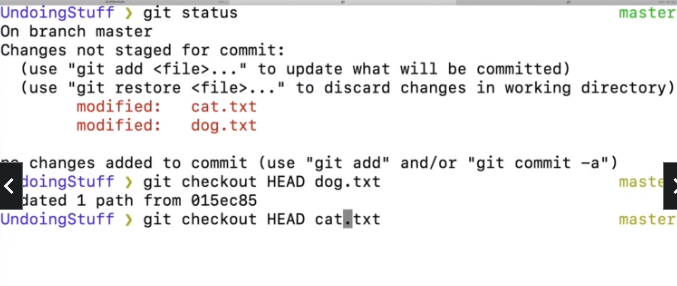 UndoingStuff ❯ git status master
On branch master
Changes not staged for commit:
(use "git add <file>..." to update what will be committed)
(use "git restore <file>..." to discard changes in working directory)
modified: cat.txt
modified: dog.txt
no changes added to commit (use "git add" and/or "git commit -a")
doingStuff ❯ git checkout HEAD dog.txt maste
dated 1 path from 015ec85
UndoingStuff ❯ git checkout HEAD cat.txt master